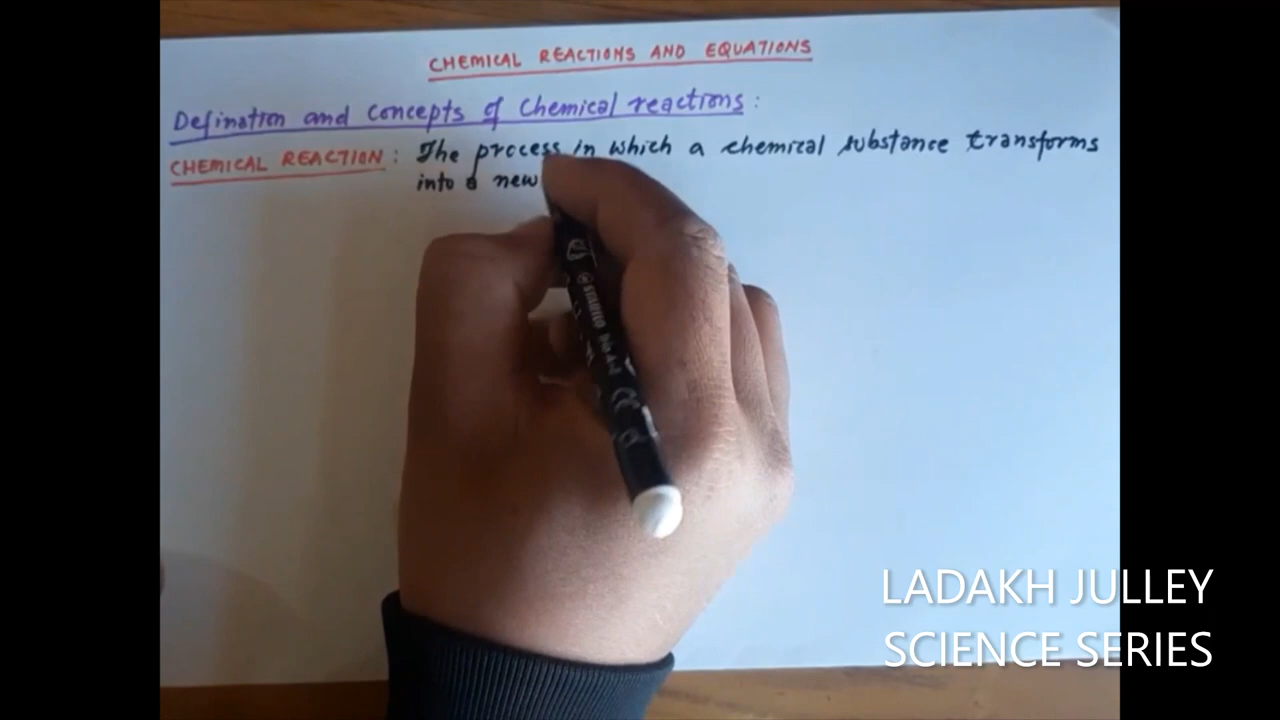 CHEMICAL REACTIONS AND EQUATIONS
Defination and concepts of Chemical reactions :
CHEMICAL REACTION : The process in which a chemical substance transforms
into a new
STABILO
LADAKH JULLEY
SCIENCE SERIES